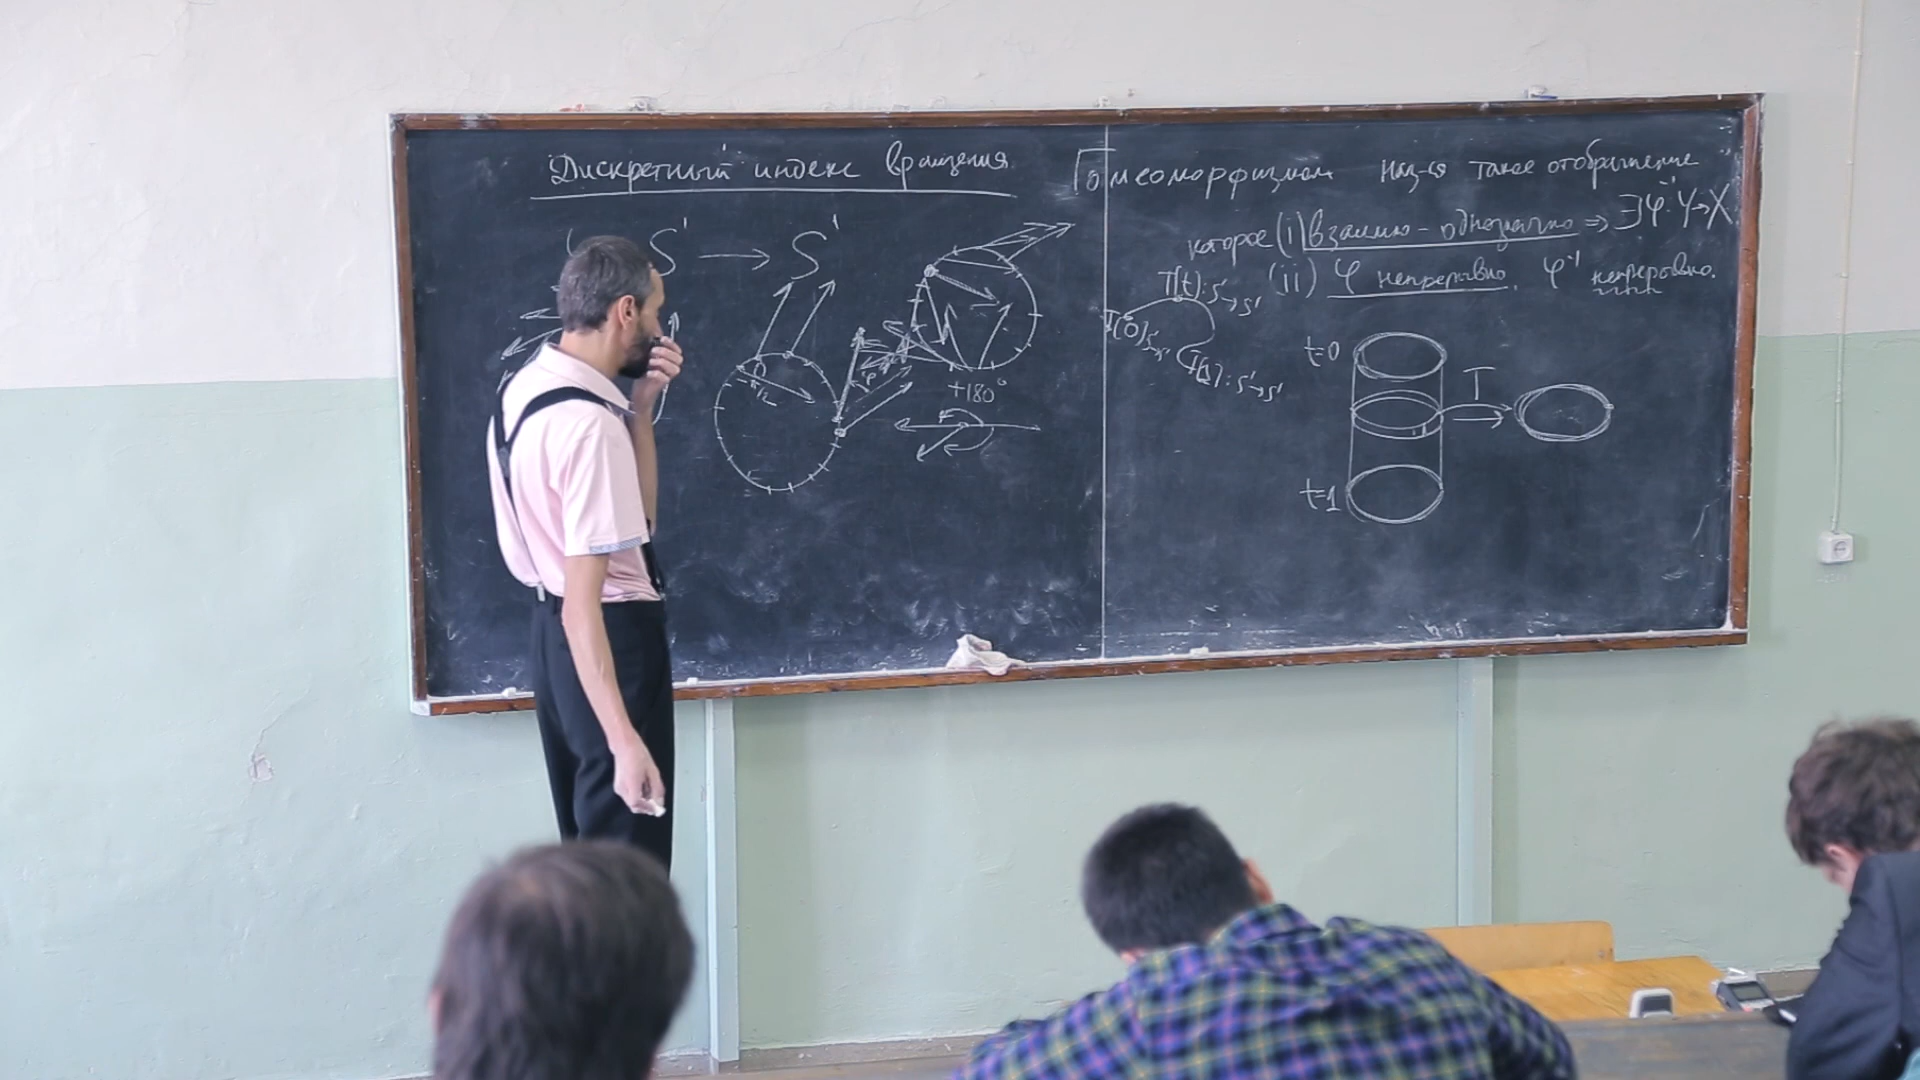 Дискретный индекс вращения
S¹ → S¹
+180°
Гомеоморфизмом наз-ся такое отображение,
которое (i) взаимно-однозначно ⇒ ∃φ⁻¹: Y→X
(ii) φ непрерывно, φ⁻¹ непрерывно.
T(t): S¹→S¹
T(0): S¹→S¹
T(1): S¹→S¹
t=0
T
t=1